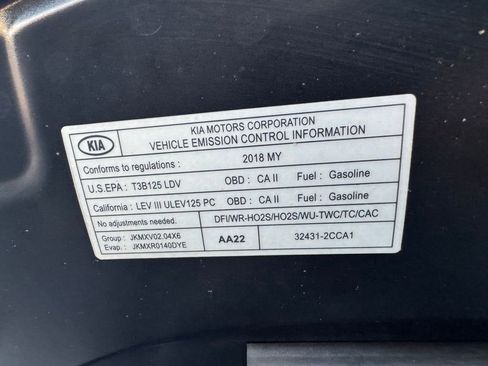 KIA
KIA MOTORS CORPORATION
VEHICLE EMISSION CONTROL INFORMATION
Conforms to regulations : 2018 MY
U.S.EPA : T3B125 LDV OBD : CA II Fuel : Gasoline
California : LEV III ULEV125 PC OBD : CA II Fuel : Gasoline
No adjustments needed. DFI/WR-HO2S/HO2S/WU-TWC/TC/CAC
Group : JKMXV02.04X6
Evap. : JKMXR0140DYE
AA22 32431-2CCA1